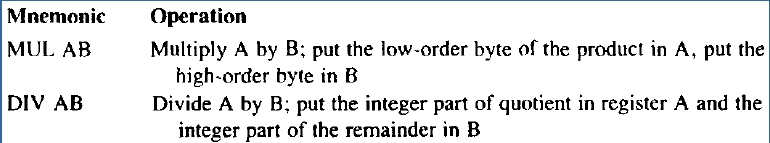 Mnemonic Operation
MUL AB Multiply A by B; put the low-order byte of the product in A, put the
high-order byte in B
DIV AB Divide A by B; put the integer part of quotient in register A and the
integer part of the remainder in B